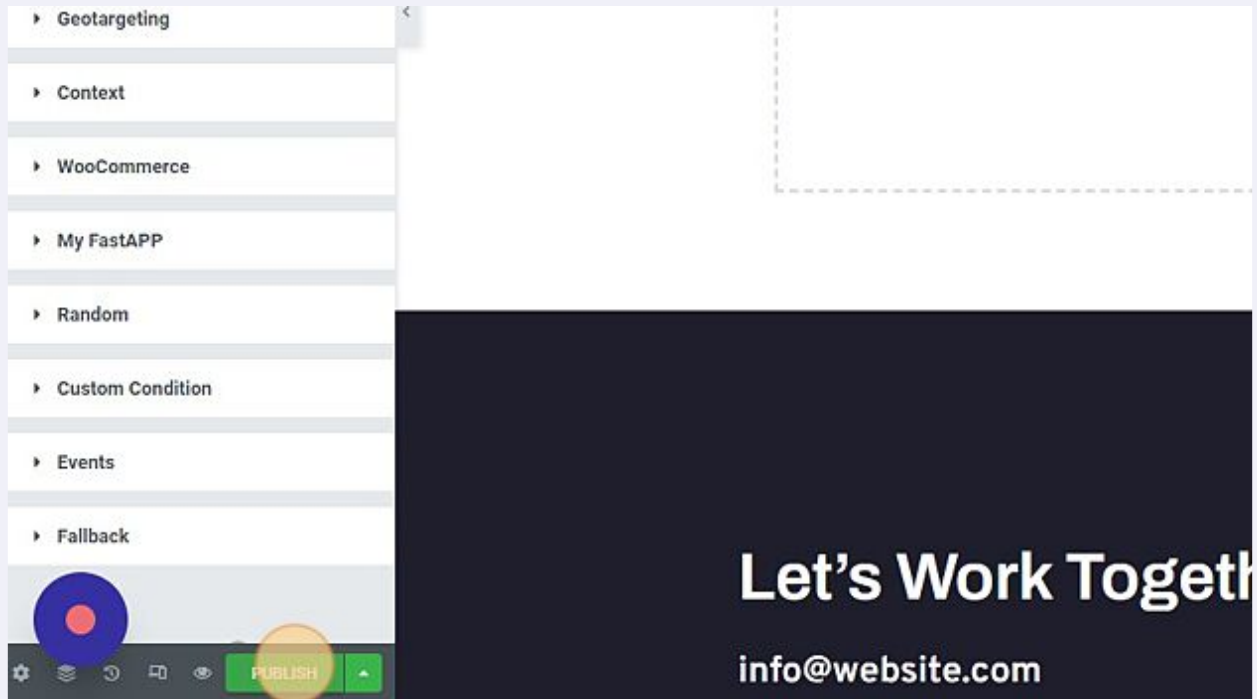 Geotargeting
Context
WooCommerce
My FastAPP
Random
Custom Condition
Events
Fallback
PUBLISH
Let's Work Togeth
info@website.com